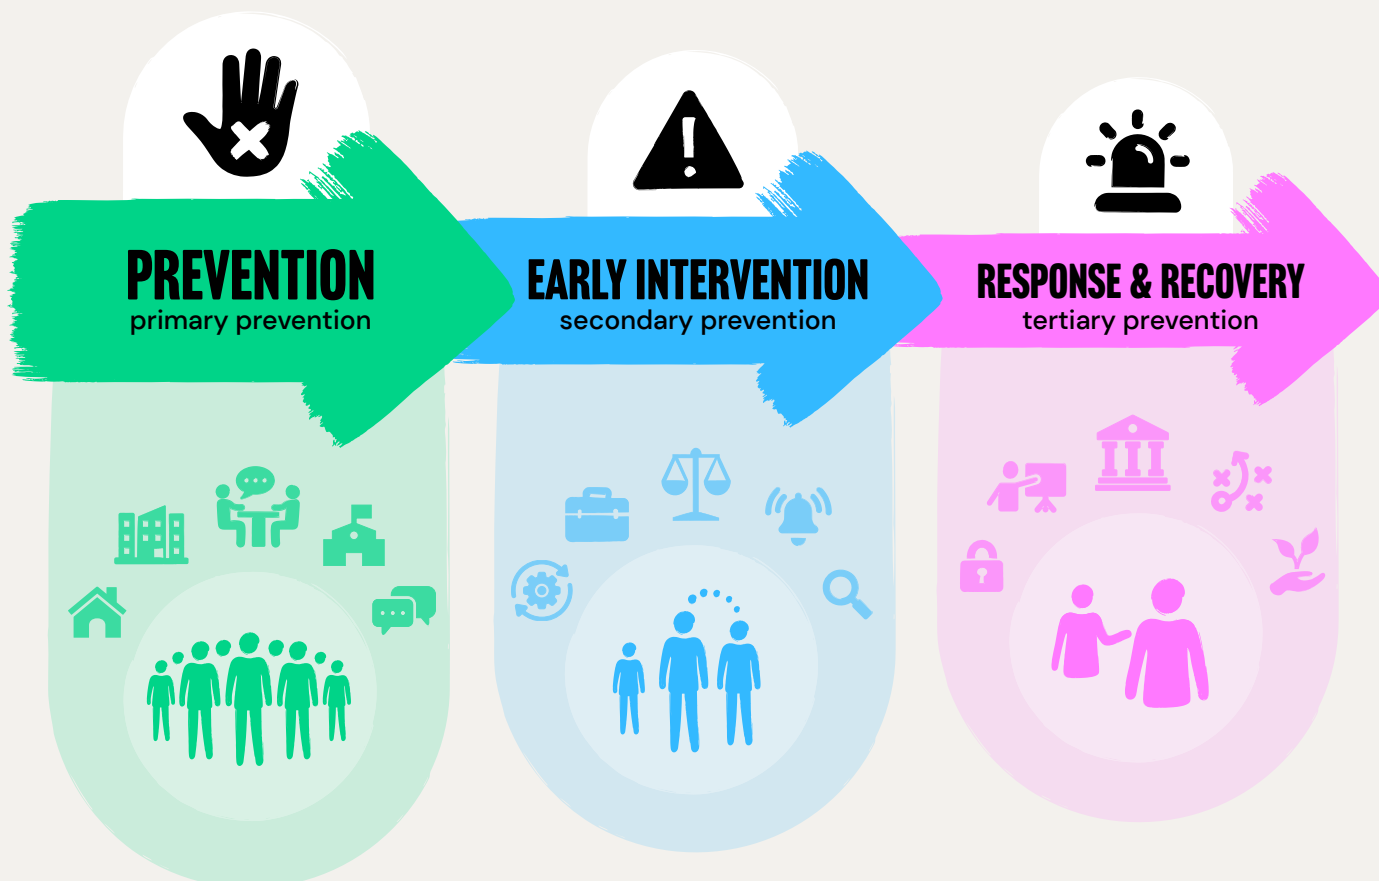 PREVENTION
primary prevention
EARLY INTERVENTION
secondary prevention
RESPONSE & RECOVERY
tertiary prevention